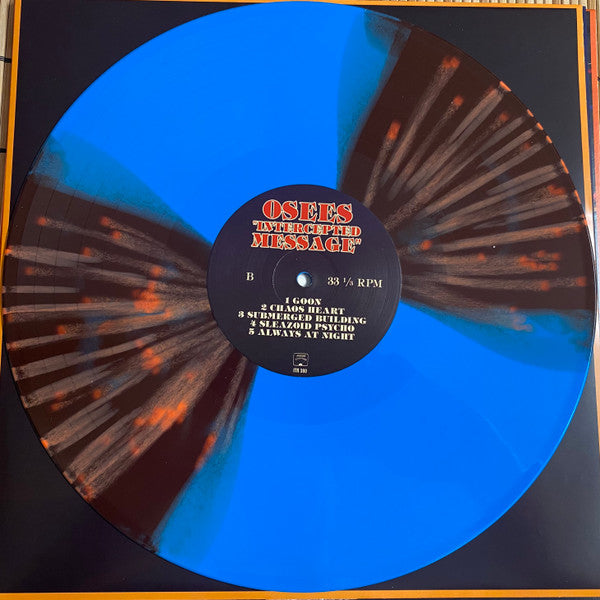 OSEES
"INTERCEPTED
MESSAGE"
B 33 ⅓ RPM
1 GOON
2 CHAOS HEART
3 SUBMERGED BUILDING
4 SLEAZOID PSYCHO
5 ALWAYS AT NIGHT